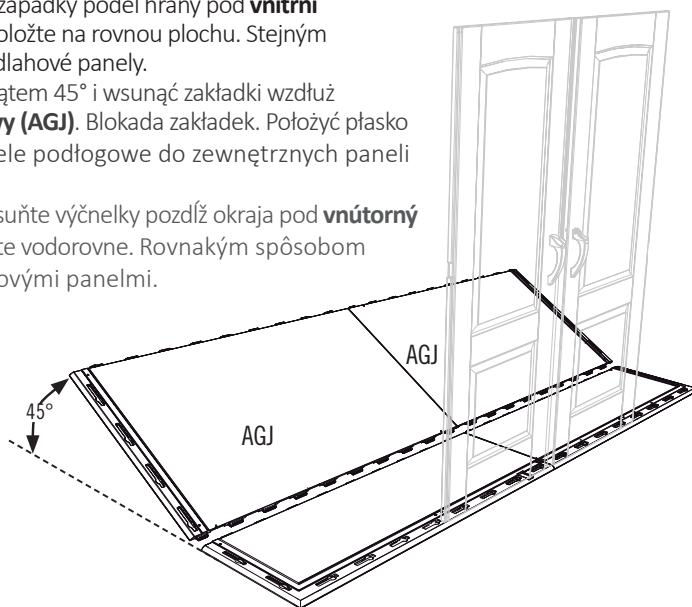 západky podél hrany pod vnitřní
oložte na rovnou plochu. Stejným
dlahové panely.
ątem 45° i wsunąć zakładki wzdłuż
vy (AGJ). Blokada zakładek. Położyć płasko
ele podłogowe do zewnętrznych paneli
suňte výčnelky pozdĺž okraja pod vnútorný
te vodorovne. Rovnakým spôsobom
ovými panelmi.
AGJ
45°
AGJ